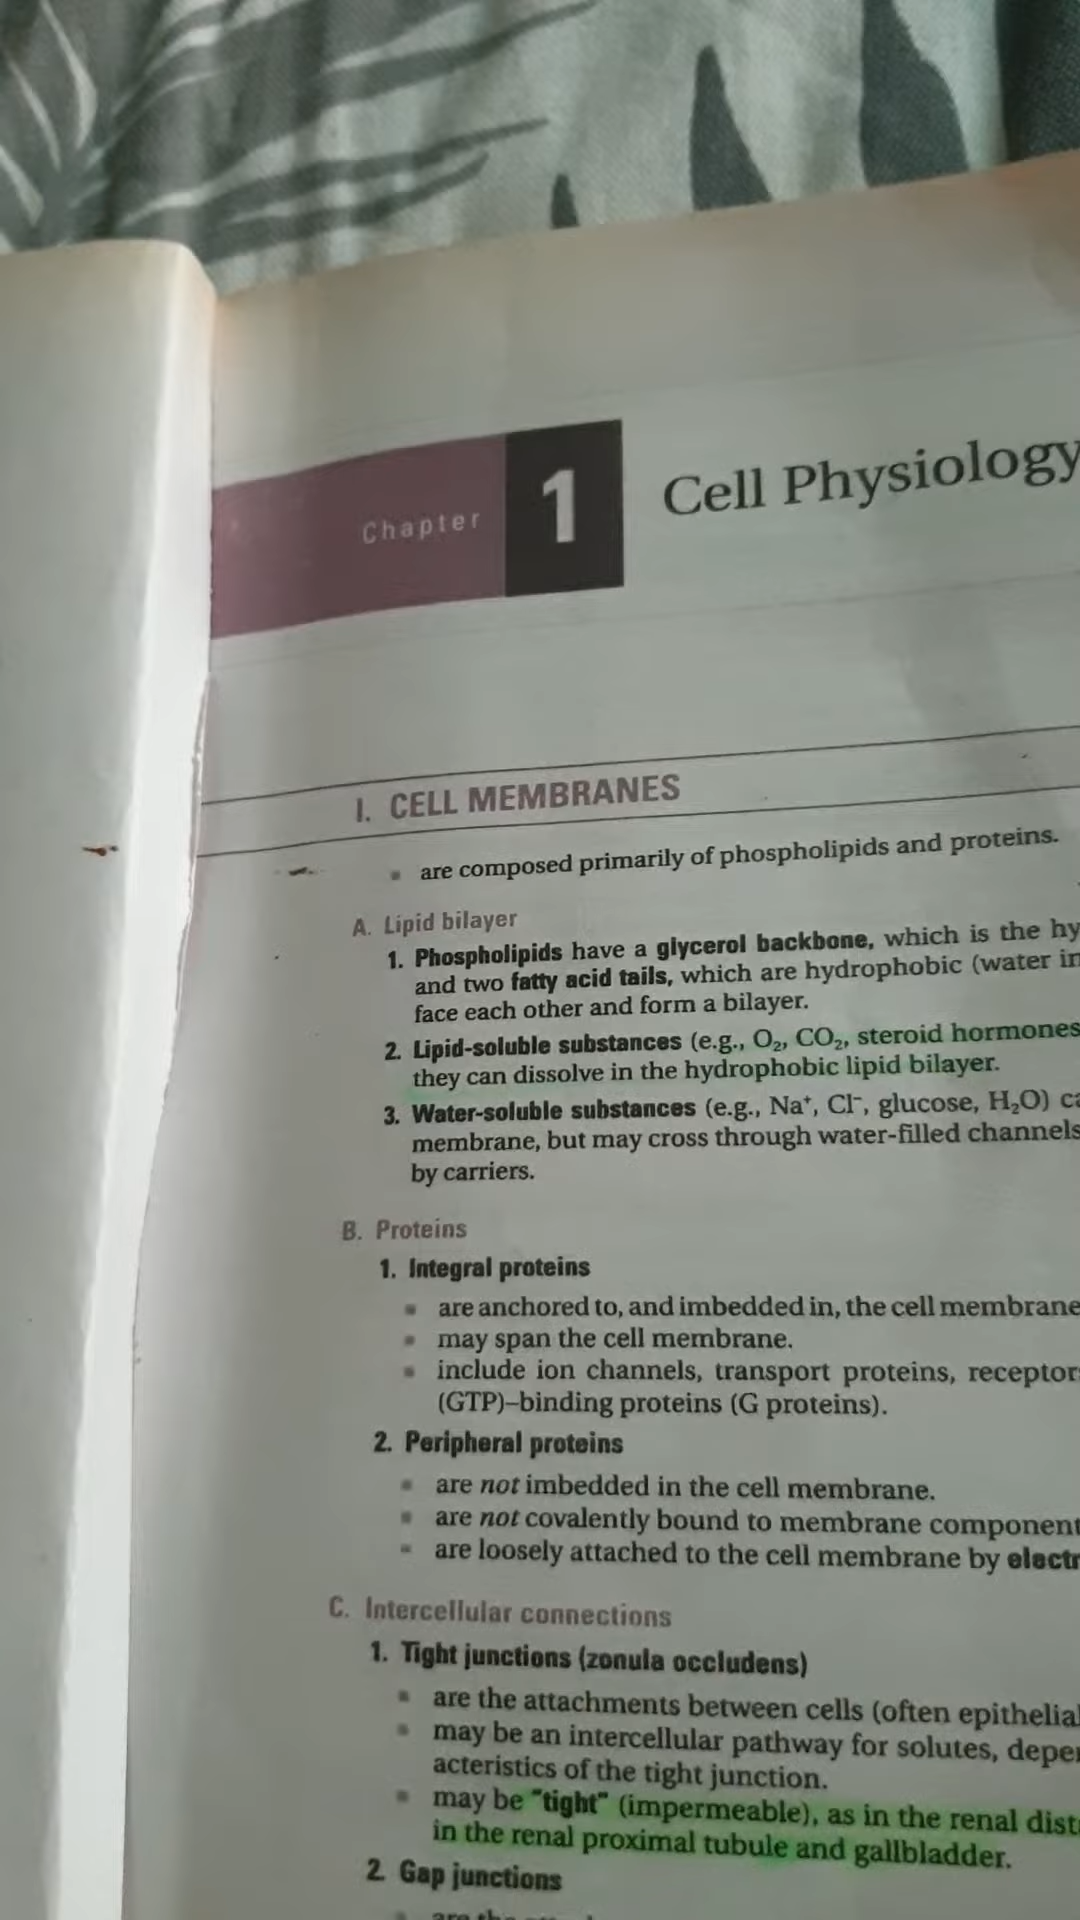 Chapter 1 Cell Physiology
I. CELL MEMBRANES
▪ are composed primarily of phospholipids and proteins.
A. Lipid bilayer
1. Phospholipids have a glycerol backbone, which is the hy
and two fatty acid tails, which are hydrophobic (water in
face each other and form a bilayer.
2. Lipid-soluble substances (e.g., O₂, CO₂, steroid hormones
they can dissolve in the hydrophobic lipid bilayer.
3. Water-soluble substances (e.g., Na⁺, Cl⁻, glucose, H₂O) ca
membrane, but may cross through water-filled channels
by carriers.
B. Proteins
1. Integral proteins
▪ are anchored to, and imbedded in, the cell membrane
▪ may span the cell membrane.
▪ include ion channels, transport proteins, receptor
(GTP)–binding proteins (G proteins).
2. Peripheral proteins
▪ are not imbedded in the cell membrane.
▪ are not covalently bound to membrane component
▪ are loosely attached to the cell membrane by electr
C. Intercellular connections
1. Tight junctions (zonula occludens)
▪ are the attachments between cells (often epithelial
▪ may be an intercellular pathway for solutes, depen
acteristics of the tight junction.
▪ may be "tight" (impermeable), as in the renal dist
in the renal proximal tubule and gallbladder.
2. Gap junctions
▪ are the